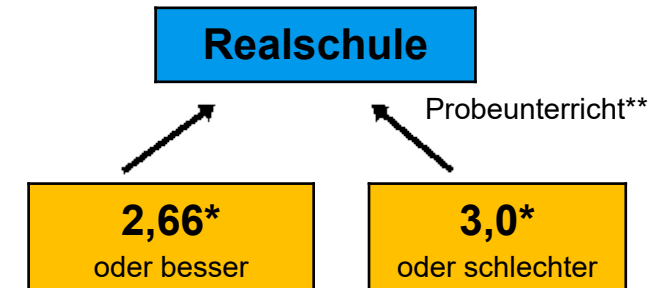 Realschule
Probeunterricht**
2,66*
oder besser
3,0*
oder schlechter